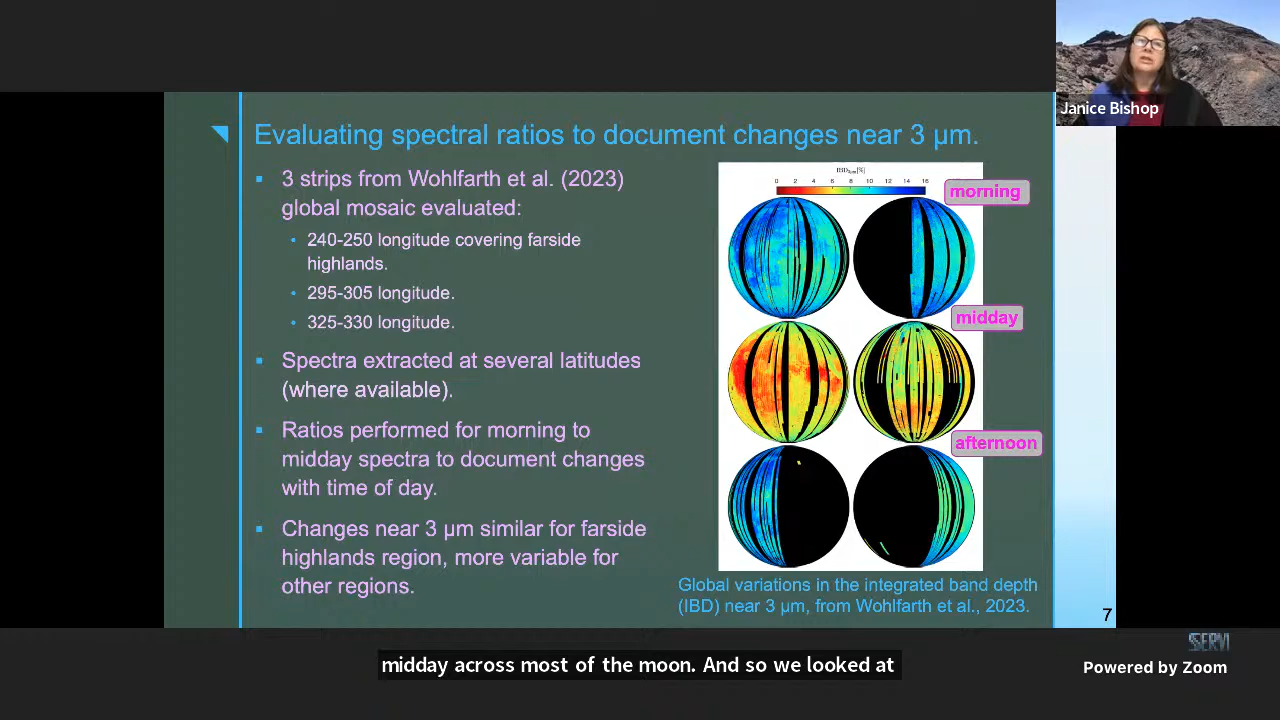 Janice Bishop
Evaluating spectral ratios to document changes near 3 μm.
3 strips from Wohlfarth et al. (2023)
global mosaic evaluated:
240-250 longitude covering farside
highlands.
295-305 longitude.
325-330 longitude.
Spectra extracted at several latitudes
(where available).
Ratios performed for morning to
midday spectra to document changes
with time of day.
Changes near 3 μm similar for farside
highlands region, more variable for
other regions.
0 2 4 6 8 10 12 14 16
morning
midday
afternoon
Global variations in the integrated band depth
(IBD) near 3 μm, from Wohlfarth et al., 2023.
7
midday across most of the moon. And so we looked at
Powered by Zoom